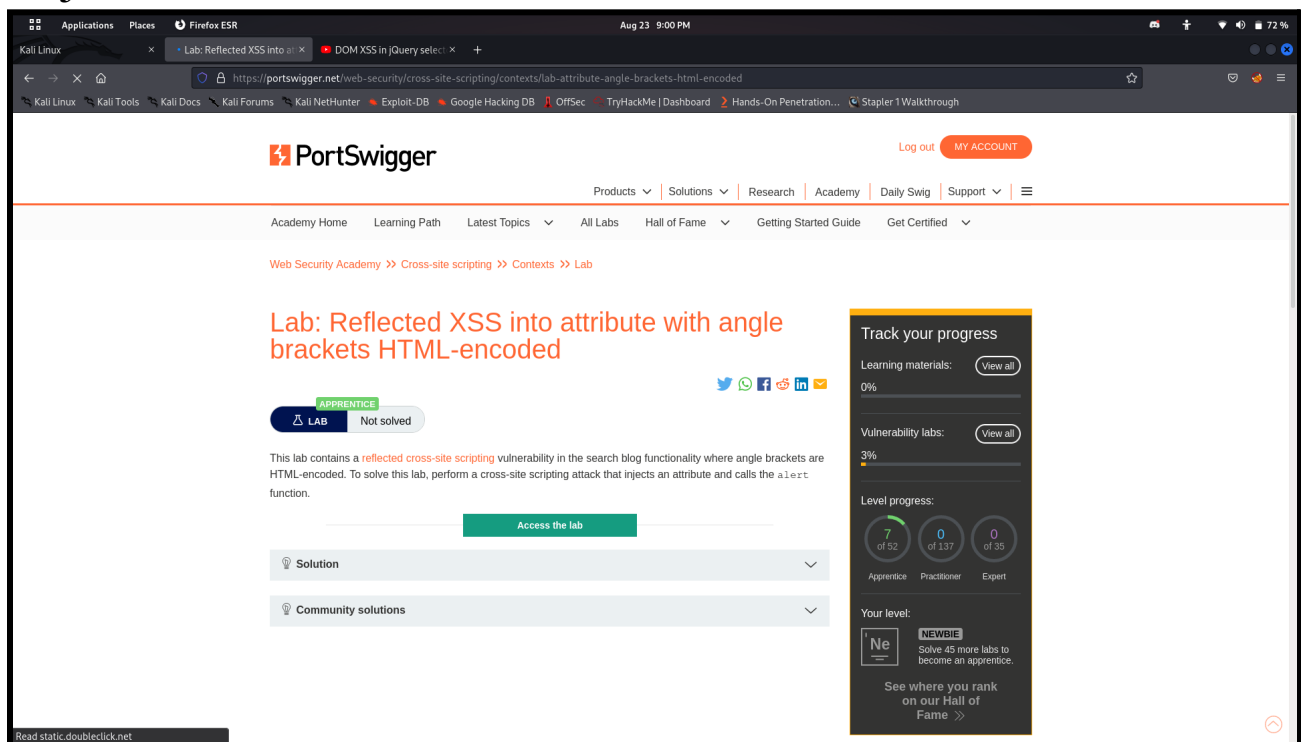 Applications Places Firefox ESR Aug 23 9:00 PM 72 %
Kali Linux × Lab: Reflected XSS into at × DOM XSS in jQuery select × +
https://portswigger.net/web-security/cross-site-scripting/contexts/lab-attribute-angle-brackets-html-encoded
Kali Linux Kali Tools Kali Docs Kali Forums Kali NetHunter Exploit-DB Google Hacking DB OffSec TryHackMe | Dashboard Hands-On Penetration... Stapler 1 Walkthrough
PortSwigger
Log out MY ACCOUNT
Products Solutions Research Academy Daily Swig Support
Academy Home Learning Path Latest Topics All Labs Hall of Fame Getting Started Guide Get Certified
Web Security Academy >> Cross-site scripting >> Contexts >> Lab
Lab: Reflected XSS into attribute with angle
brackets HTML-encoded
APPRENTICE
LAB Not solved
This lab contains a reflected cross-site scripting vulnerability in the search blog functionality where angle brackets are
HTML-encoded. To solve this lab, perform a cross-site scripting attack that injects an attribute and calls the alert
function.
Access the lab
Solution
Community solutions
Track your progress
Learning materials: View all
0%
Vulnerability labs: View all
3%
Level progress:
7 0 0
of 52 of 137 of 35
Apprentice Practitioner Expert
Your level:
Ne
NEWBIE
Solve 45 more labs to
become an apprentice.
See where you rank
on our Hall of
Fame >>
Read static.doubleclick.net